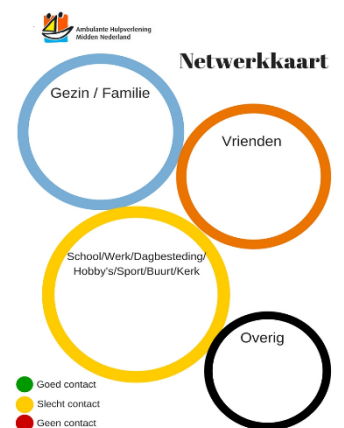 Ambulante Hulpverlening
Midden Nederland
Netwerkkaart
Gezin / Familie
Vrienden
School/Werk/Dagbesteding/
Hobby's/Sport/Buurt/Kerk
Overig
Goed contact
Slecht contact
Geen contact